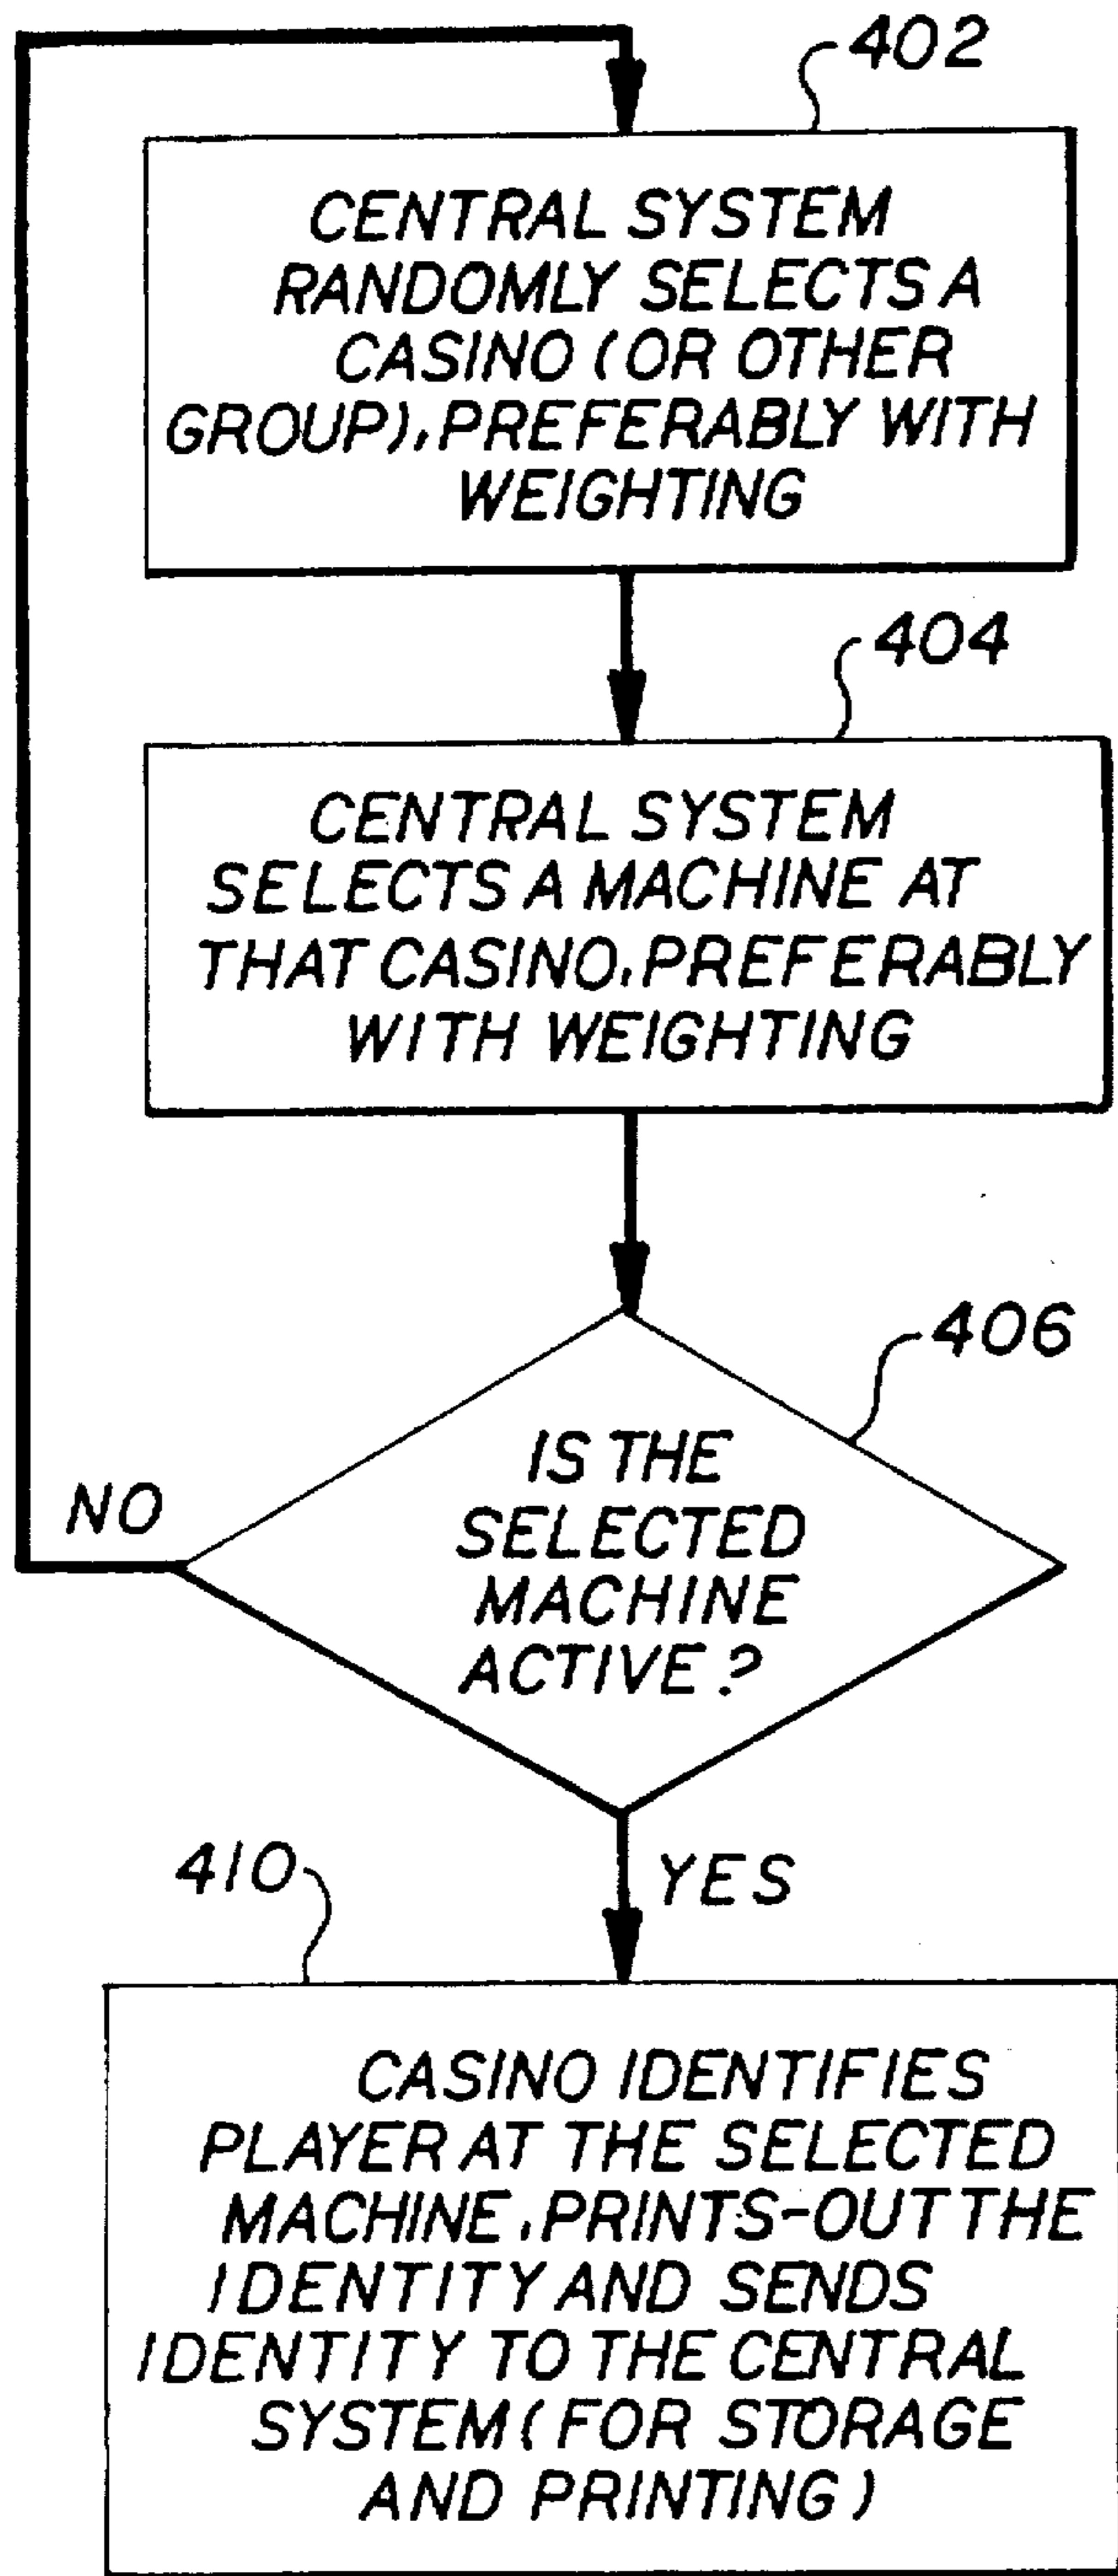 402
CENTRAL SYSTEM
RANDOMLY SELECTS A
CASINO (OR OTHER
GROUP), PREFERABLY WITH
WEIGHTING
404
CENTRAL SYSTEM
SELECTS A MACHINE AT
THAT CASINO, PREFERABLY
WITH WEIGHTING
406
IS THE
SELECTED
MACHINE
ACTIVE?
NO
YES
410
CASINO IDENTIFIES
PLAYER AT THE SELECTED
MACHINE, PRINTS-OUT THE
IDENTITY AND SENDS
IDENTITY TO THE CENTRAL
SYSTEM (FOR STORAGE
AND PRINTING)